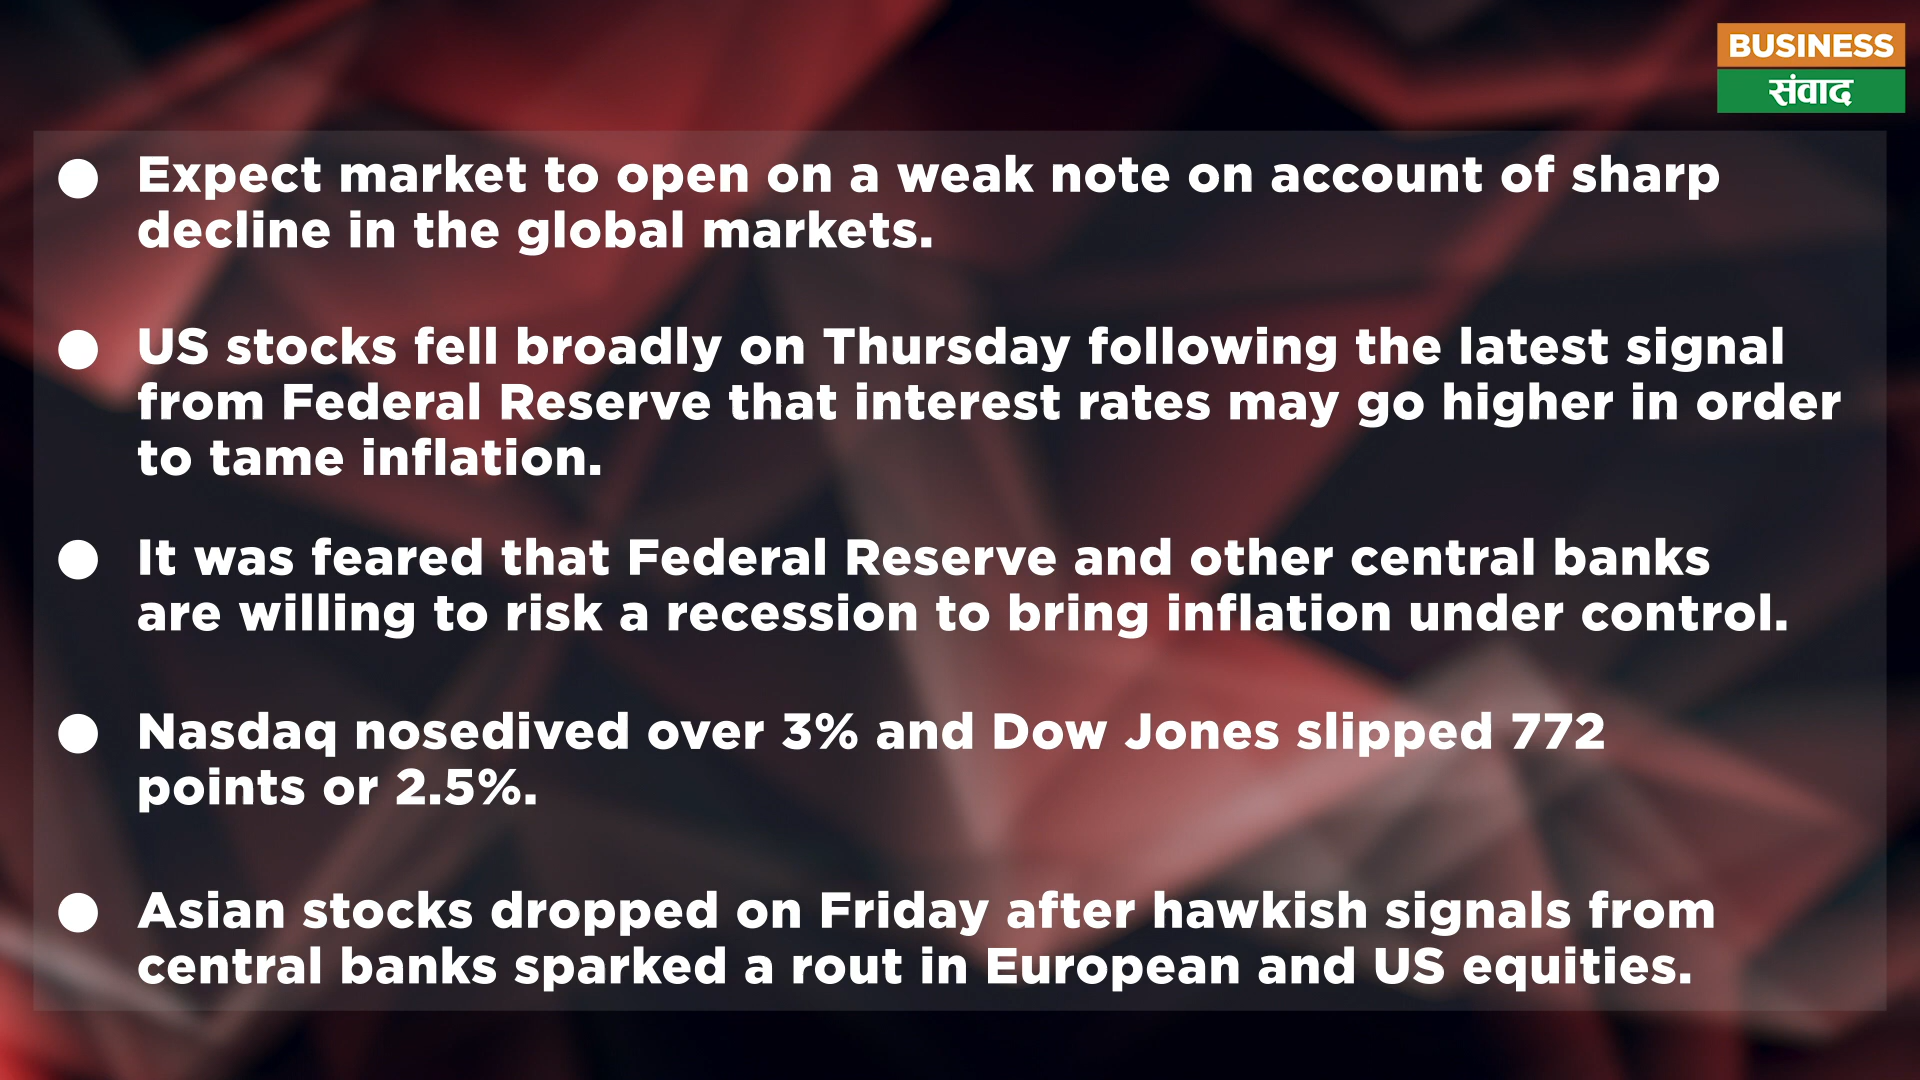 BUSINESS
संवाद
Expect market to open on a weak note on account of sharp
decline in the global markets.
US stocks fell broadly on Thursday following the latest signal
from Federal Reserve that interest rates may go higher in order
to tame inflation.
It was feared that Federal Reserve and other central banks
are willing to risk a recession to bring inflation under control.
Nasdaq nosedived over 3% and Dow Jones slipped 772
points or 2.5%.
Asian stocks dropped on Friday after hawkish signals from
central banks sparked a rout in European and US equities.